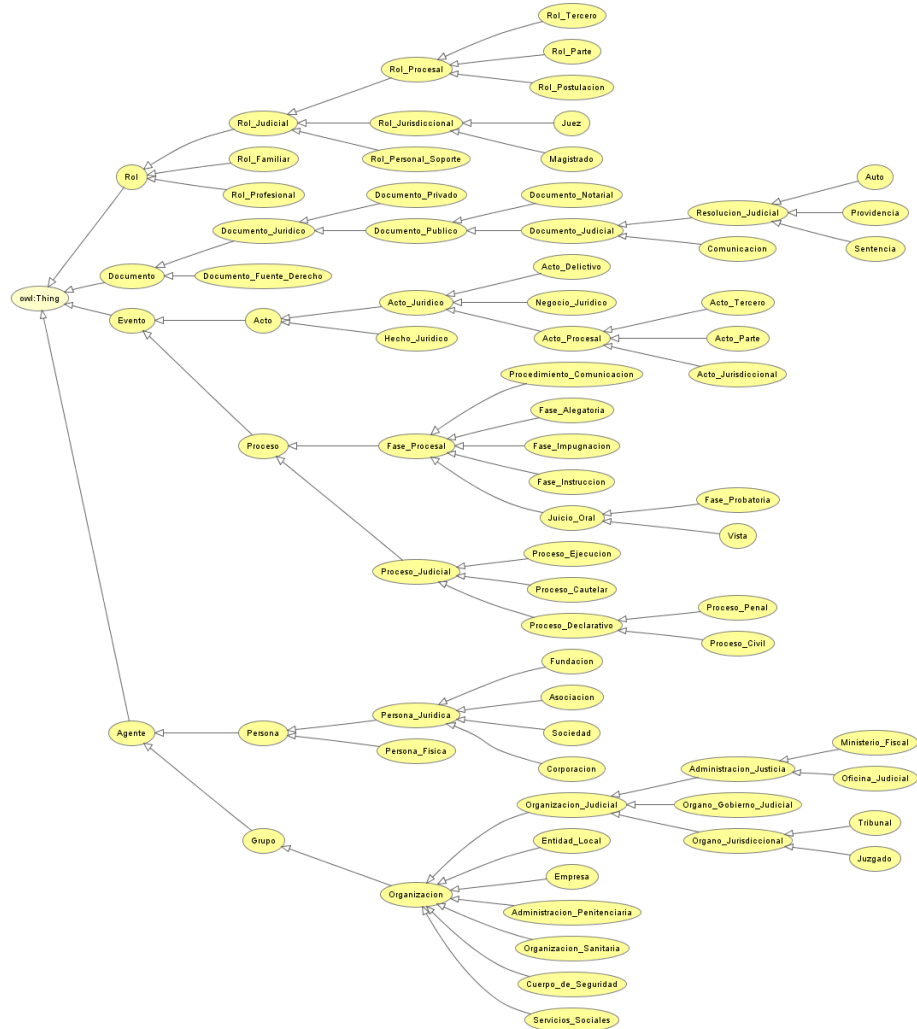 Rol_Tercero
Rol_Parte
Rol_Procesal
Rol_Postulacion
Rol_Judicial
Rol_Jurisdiccional
Juez
Rol_Familiar
Rol_Personal_Soporte
Magistrado
Rol
Auto
Rol_Profesional
Documento_Privado
Documento_Notarial
Resolucion_Judicial
Providencia
Documento_Juridico
Documento_Publico
Documento_Judicial
Comunicacion
Sentencia
Documento
Documento_Fuente_Derecho
Acto_Delictivo
owl:Thing
Acto_Juridico
Negocio_Juridico
Acto_Tercero
Evento
Acto
Hecho_Juridico
Acto_Procesal
Acto_Parte
Procedimiento_Comunicacion
Acto_Jurisdiccional
Fase_Alegatoria
Proceso
Fase_Procesal
Fase_Impugnacion
Fase_Instruccion
Fase_Probatoria
Juicio_Oral
Vista
Proceso_Ejecucion
Proceso_Judicial
Proceso_Cautelar
Proceso_Penal
Proceso_Declarativo
Proceso_Civil
Fundacion
Asociacion
Persona_Juridica
Agente
Persona
Sociedad
Persona_Fisica
Ministerio_Fiscal
Corporacion
Administracion_Justicia
Oficina_Judicial
Organizacion_Judicial
Organo_Gobierno_Judicial
Tribunal
Grupo
Entidad_Local
Organo_Jurisdiccional
Juzgado
Empresa
Organizacion
Administracion_Penitenciaria
Organizacion_Sanitaria
Cuerpo_de_Seguridad
Servicios_Sociales